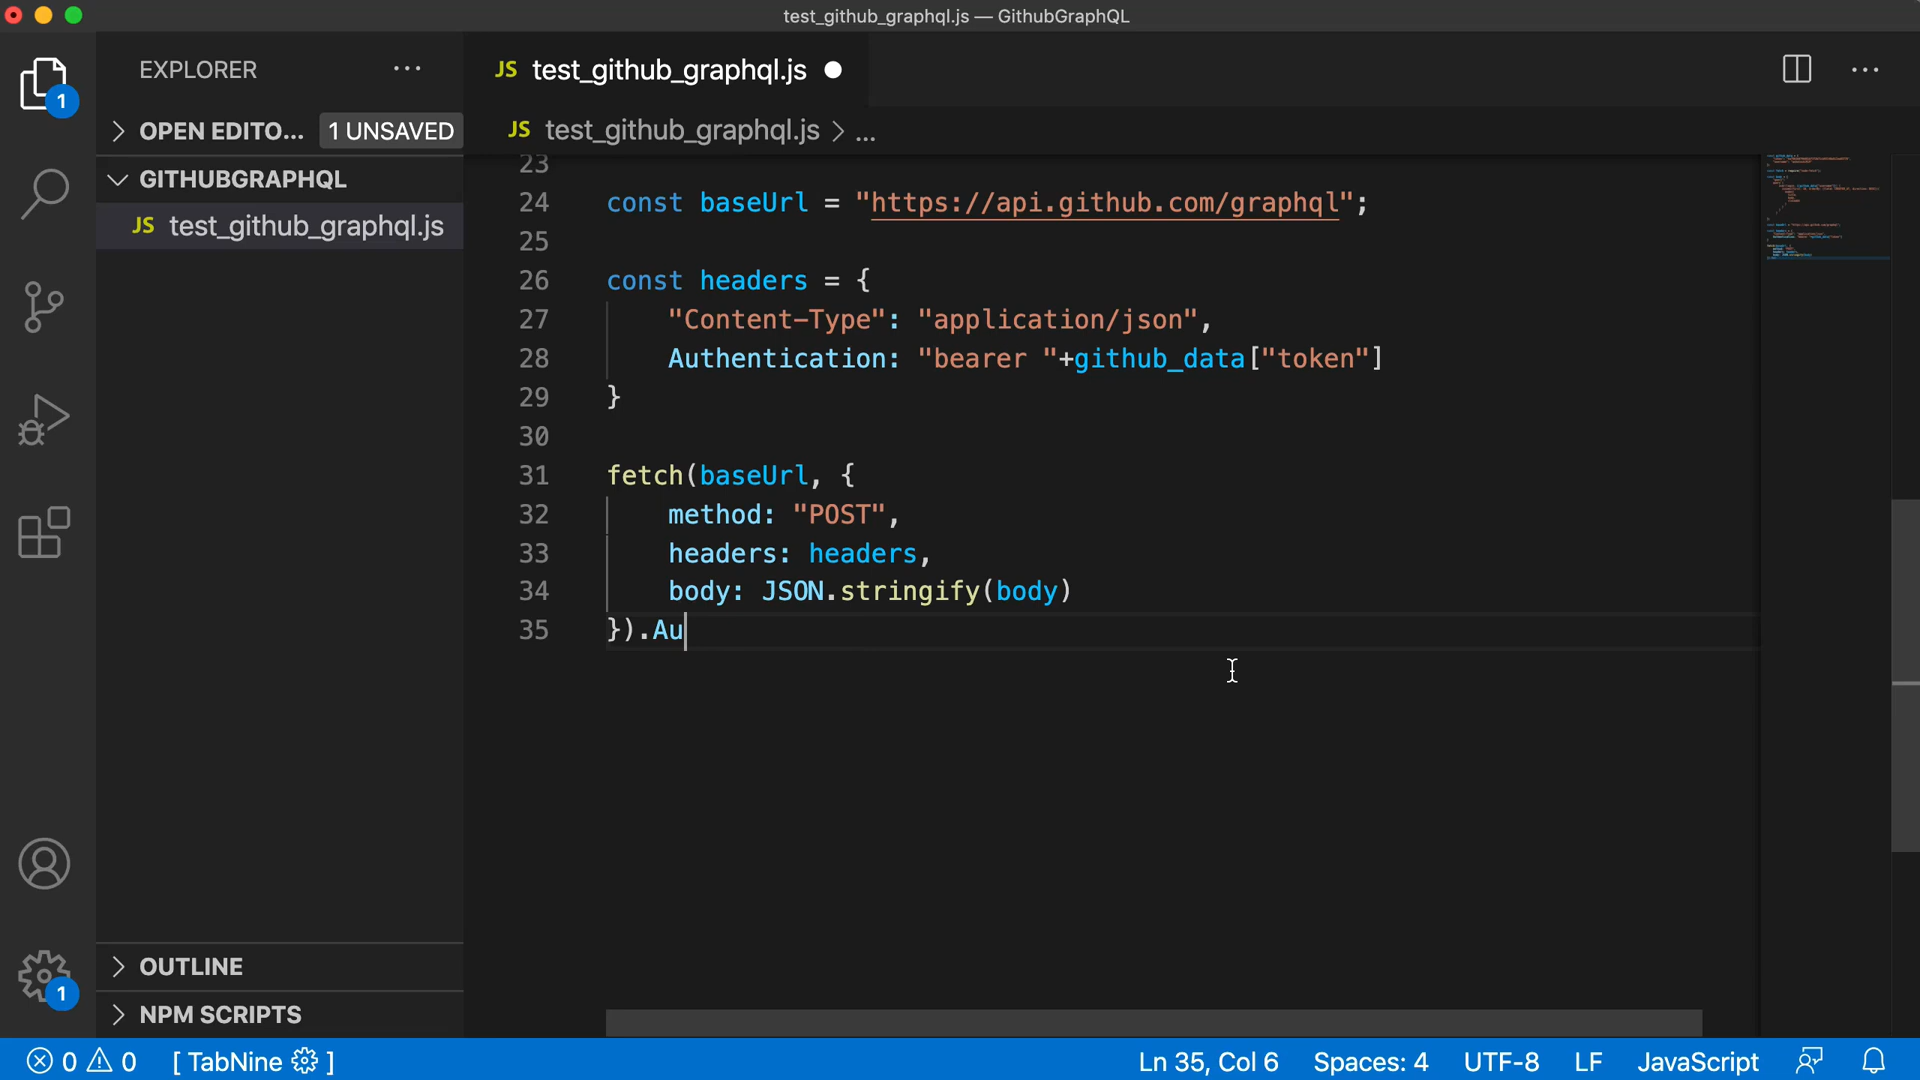 test_github_graphql.js — GithubGraphQL
EXPLORER
OPEN EDITO... 1 UNSAVED
GITHUBGRAPHQL
JS test_github_graphql.js
OUTLINE
NPM SCRIPTS
1
1
JS test_github_graphql.js
JS test_github_graphql.js > ...
23
24 const baseUrl = "https://api.github.com/graphql";
25
26 const headers = {
27 "Content-Type": "application/json",
28 Authentication: "bearer "+github_data["token"]
29 }
30
31 fetch(baseUrl, {
32 method: "POST",
33 headers: headers,
34 body: JSON.stringify(body)
35 }).Au
0 0 [ TabNine ] Ln 35, Col 6 Spaces: 4 UTF-8 LF JavaScript